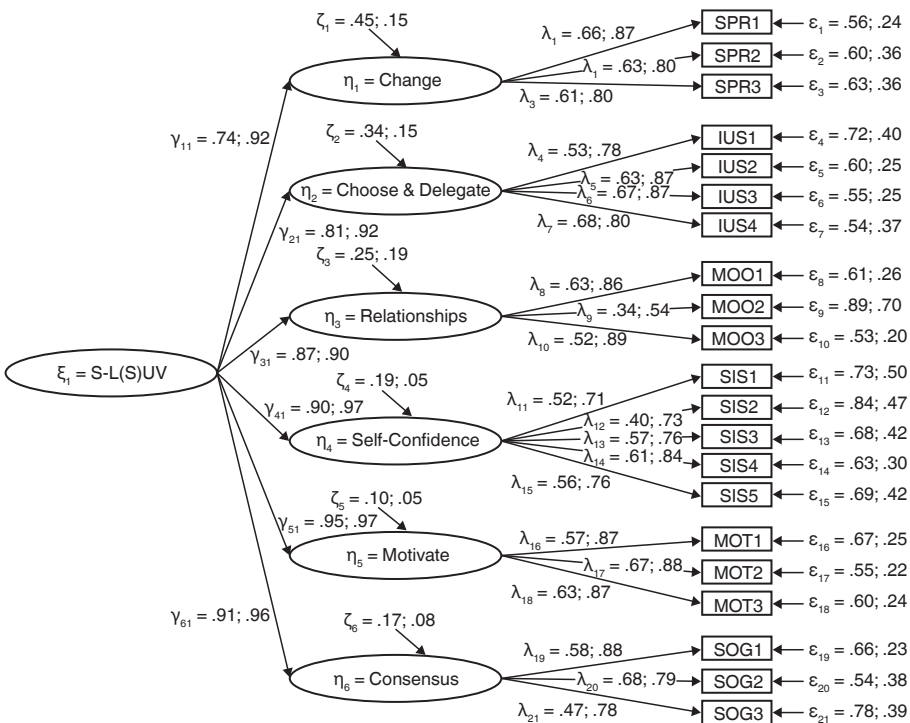 ζ₁ = .45; .15
λ₁ = .66; .87
SPR1
ε₁ = .56; .24
λ₁ = .63; .80
SPR2
ε₂ = .60; .36
η₁ = Change
λ₃ = .61; .80
SPR3
ε₃ = .63; .36
γ₁₁ = .74; .92
ζ₂ = .34; .15
λ₄ = .53; .78
IUS1
ε₄ = .72; .40
λ₅ = .63; .87
IUS2
ε₅ = .60; .25
η₂ = Choose & Delegate
λ₆ = .67; .87
IUS3
ε₆ = .55; .25
λ₇ = .68; .80
IUS4
ε₇ = .54; .37
γ₂₁ = .81; .92
ζ₃ = .25; .19
λ₈ = .63; .86
MOO1
ε₈ = .61; .26
λ₉ = .34; .54
MOO2
ε₉ = .89; .70
η₃ = Relationships
λ₁₀ = .52; .89
MOO3
ε₁₀ = .53; .20
γ₃₁ = .87; .90
ξ₁ = S-L(S)UV
ζ₄ = .19; .05
λ₁₁ = .52; .71
SIS1
ε₁₁ = .73; .50
γ₄₁ = .90; .97
λ₁₂ = .40; .73
SIS2
ε₁₂ = .84; .47
η₄ = Self-Confidence
λ₁₃ = .57; .76
SIS3
ε₁₃ = .68; .42
λ₁₄ = .61; .84
SIS4
ε₁₄ = .63; .30
λ₁₅ = .56; .76
SIS5
ε₁₅ = .69; .42
ζ₅ = .10; .05
γ₅₁ = .95; .97
λ₁₆ = .57; .87
MOT1
ε₁₆ = .67; .25
η₅ = Motivate
λ₁₇ = .67; .88
MOT2
ε₁₇ = .55; .22
λ₁₈ = .63; .87
MOT3
ε₁₈ = .60; .24
γ₆₁ = .91; .96
ζ₆ = .17; .08
λ₁₉ = .58; .88
SOG1
ε₁₉ = .66; .23
η₆ = Consensus
λ₂₀ = .68; .79
SOG2
ε₂₀ = .54; .38
λ₂₁ = .47; .78
SOG3
ε₂₁ = .78; .39